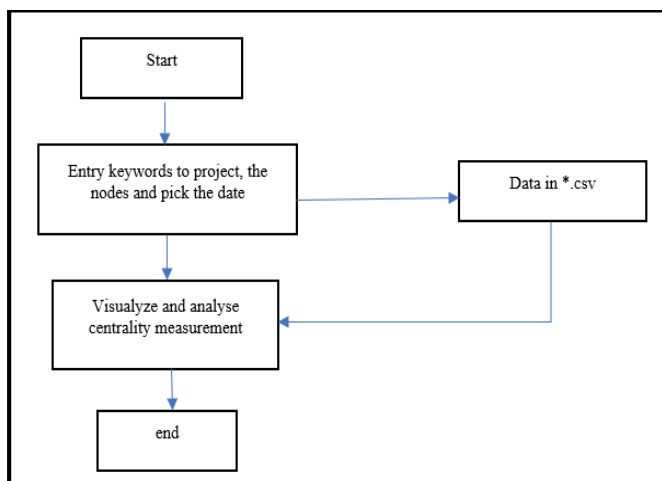 Start
Entry keywords to project, the
nodes and pick the date
Data in *.csv
Visualyze and analyse
centrality measurement
end